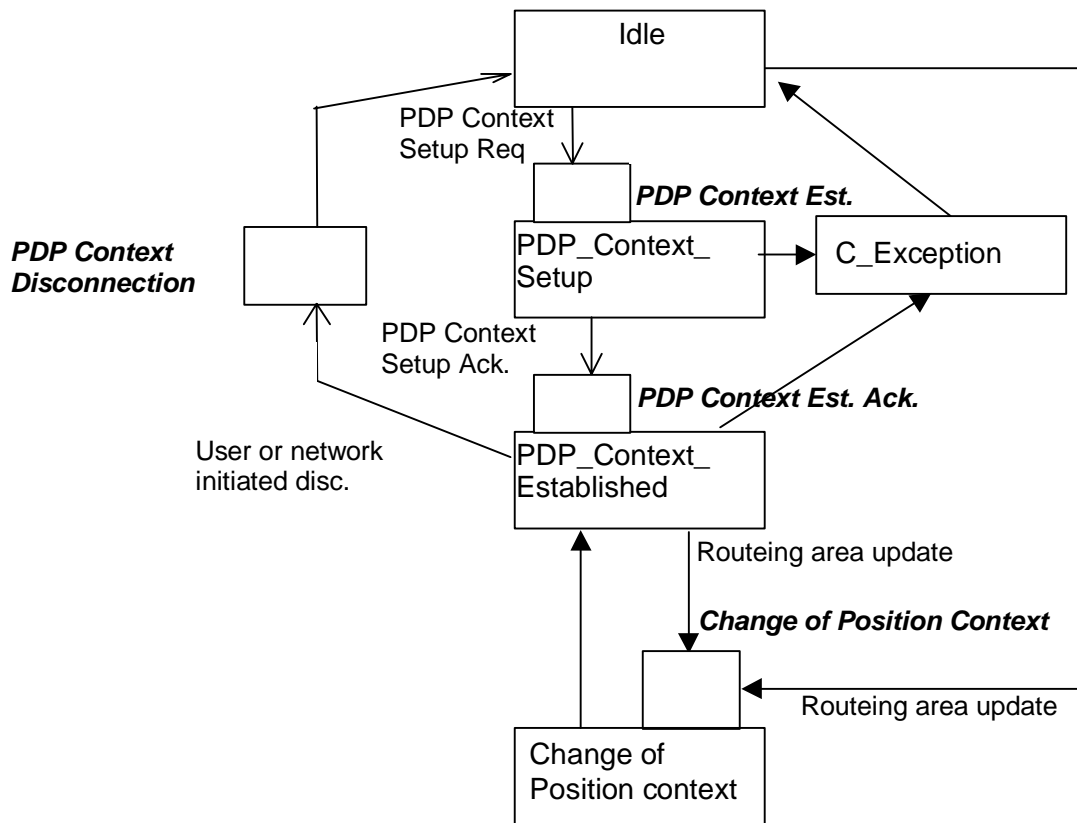 Idle
PDP Context
Setup Req
PDP Context Est.
PDP_Context_
Setup
C_Exception
PDP Context
Disconnection
PDP Context
Setup Ack.
PDP Context Est. Ack.
PDP_Context_
Established
User or network
initiated disc.
Routeing area update
Change of Position Context
Routeing area update
Change of
Position context